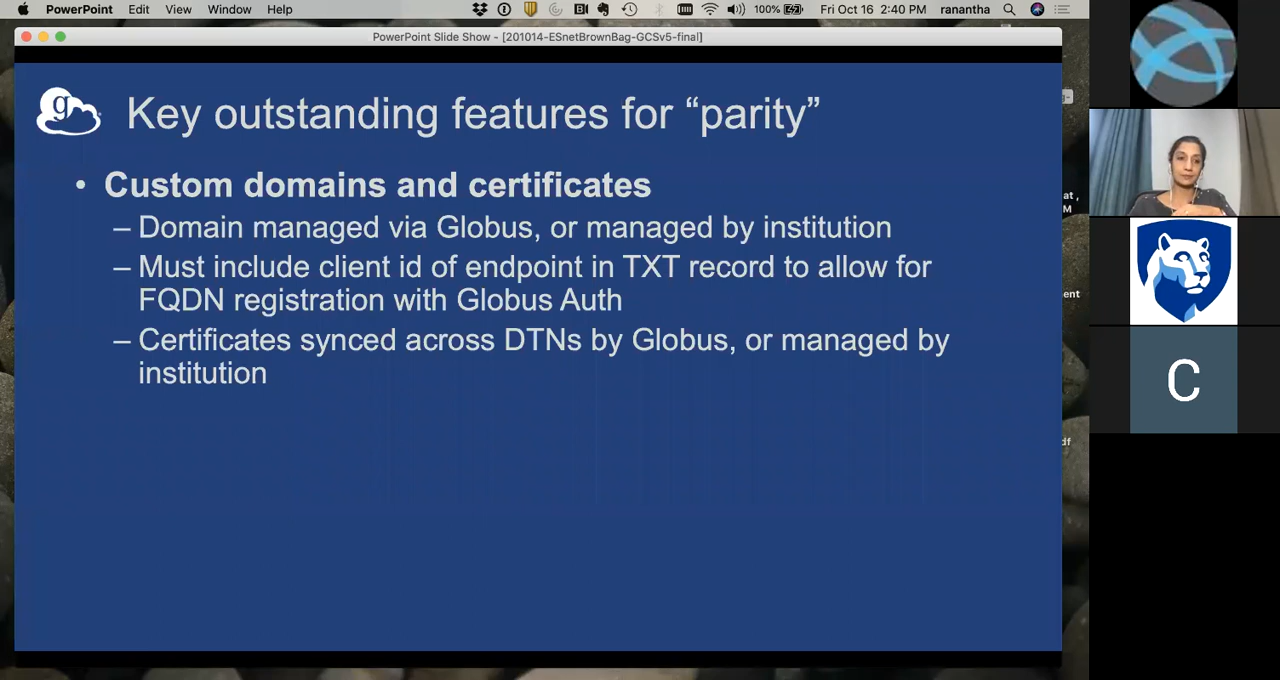 PowerPoint Edit View Window Help 100% Fri Oct 16 2:40 PM ranantha
PowerPoint Slide Show - [201014-ESnetBrownBag-GCSv5-final]
g Key outstanding features for “parity”
• Custom domains and certificates
– Domain managed via Globus, or managed by institution
– Must include client id of endpoint in TXT record to allow for
FQDN registration with Globus Auth
– Certificates synced across DTNs by Globus, or managed by
institution
g-
at ,
M
ent
C
df